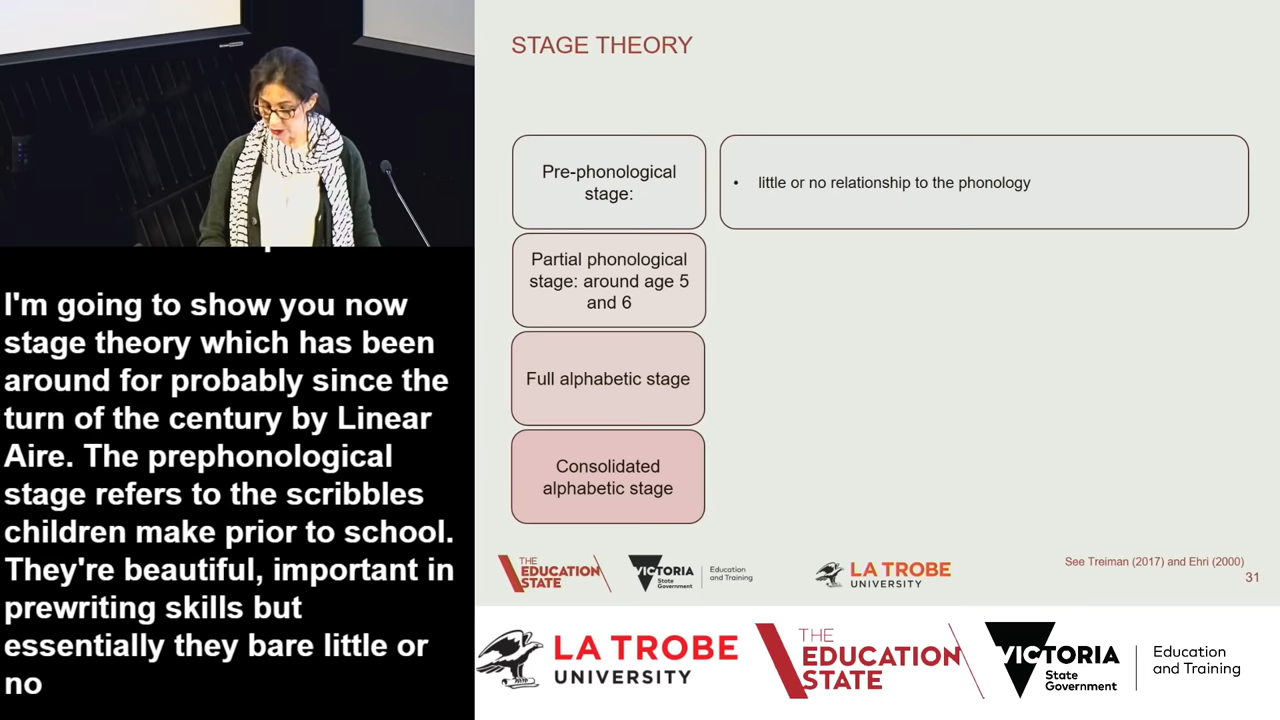 I'm going to show you now
stage theory which has been
around for probably since the
turn of the century by Linear
Aire. The prephonological
stage refers to the scribbles
children make prior to school.
They're beautiful, important in
prewriting skills but
essentially they bare little or
no
STAGE THEORY
Pre-phonological
stage:
• little or no relationship to the phonology
Partial phonological
stage: around age 5
and 6
Full alphabetic stage
Consolidated
alphabetic stage
THE
EDUCATION
STATE
VICTORIA
State
Government
Education
and Training
LA TROBE
UNIVERSITY
See Treiman (2017) and Ehri (2000)
31
LA TROBE
UNIVERSITY
THE
EDUCATION
STATE
VICTORIA
State
Government
Education
and Training